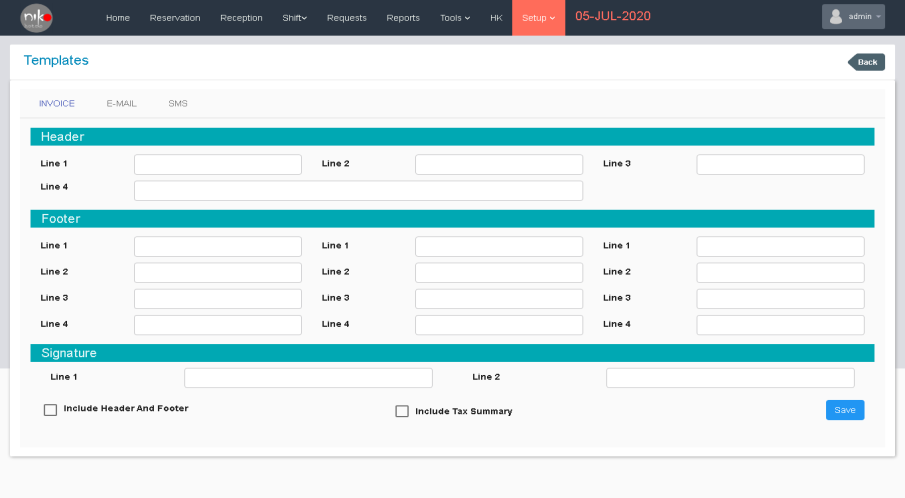 niko Home Reservation Reception Shift Requests Reports Tools HK Setup 05-JUL-2020 admin
Templates Back
INVOICE E-MAIL SMS
Header
Line 1 Line 2 Line 3
Line 4
Footer
Line 1 Line 1 Line 1
Line 2 Line 2 Line 2
Line 3 Line 3 Line 3
Line 4 Line 4 Line 4
Signature
Line 1 Line 2
Include Header And Footer Include Tax Summary Save